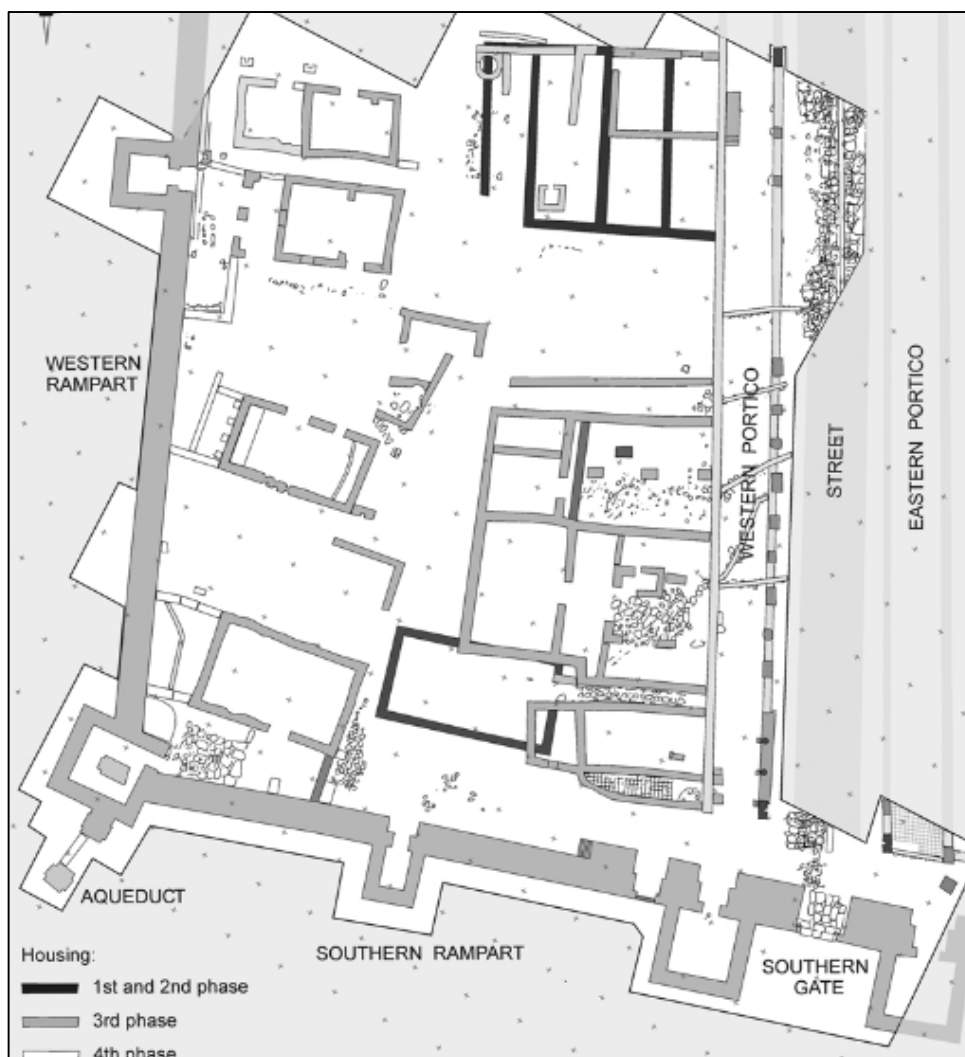 WESTERN
RAMPART
WESTERN PORTICO
STREET
EASTERN PORTICO
AQUEDUCT
SOUTHERN RAMPART
SOUTHERN
GATE
Housing:
1st and 2nd phase
3rd phase
4th phase